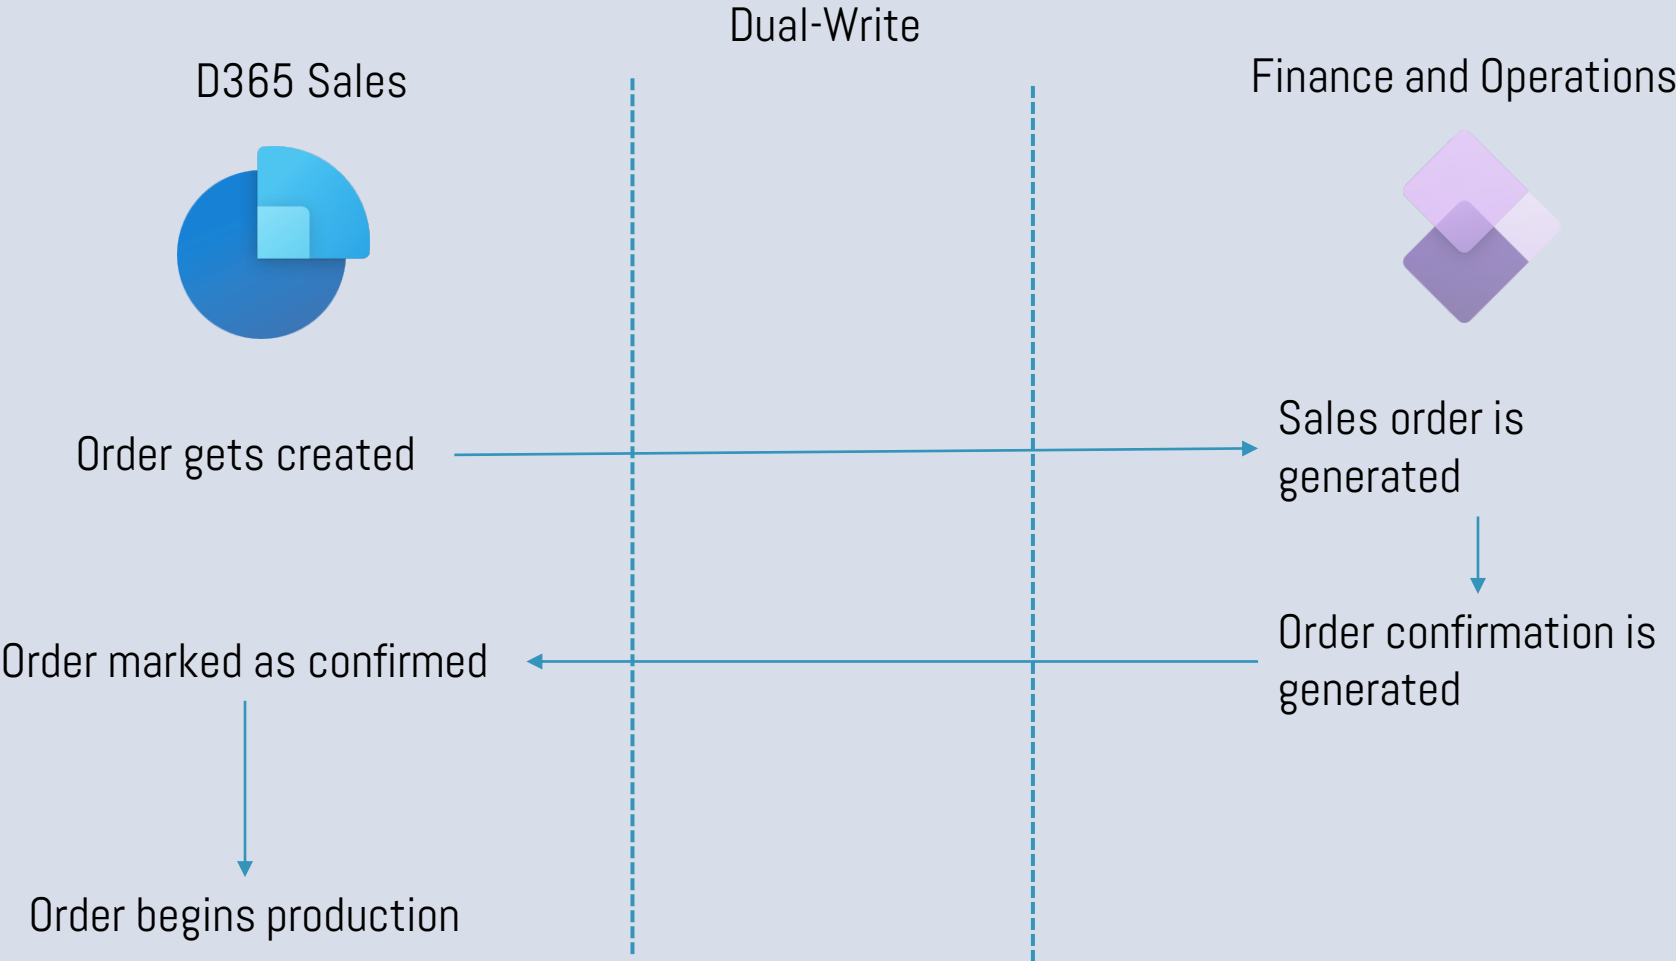 Dual-Write
D365 Sales
Finance and Operations
Order gets created
Sales order is
generated
Order marked as confirmed
Order confirmation is
generated
Order begins production